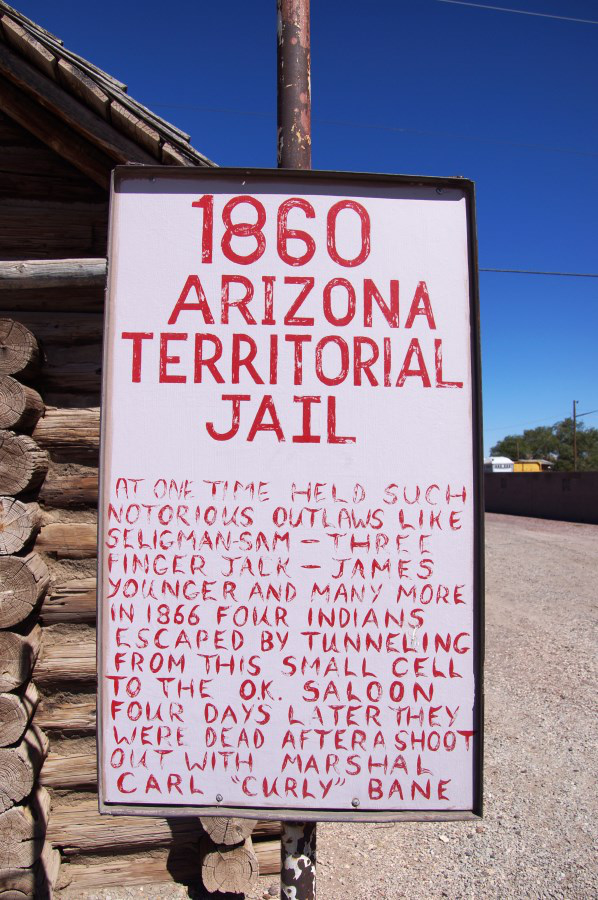 1860
ARIZONA
TERRITORIAL
JAIL
AT ONE TIME HELD SUCH
NOTORIOUS OUTLAWS LIKE
SELIGMAN-SAM - THREE
FINGER JACK - JAMES
YOUNGER AND MANY MORE
IN 1866 FOUR INDIANS
ESCAPED BY TUNNELING
FROM THIS SMALL CELL
TO THE O.K. SALOON
FOUR DAYS LATER THEY
WERE DEAD AFTER A SHOOT
OUT WITH MARSHAL
CARL "CURLY" BANE